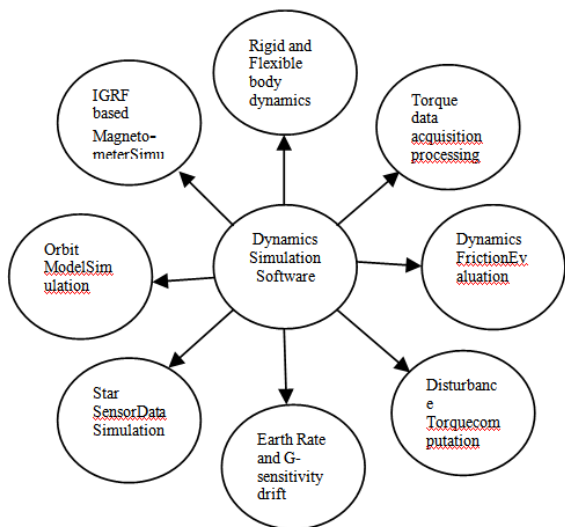 Rigid and
Flexible
body
dynamics
IGRF
based
Magneto-
meterSimu
Torque
data
acquisition
processing
Orbit
ModelSim
ulation
Dynamics
Simulation
Software
Dynamics
FrictionEv
aluation
Star
SensorData
Simulation
Earth Rate
and G-
sensitivity
drift
Disturbanc
e
Torquecom
putation